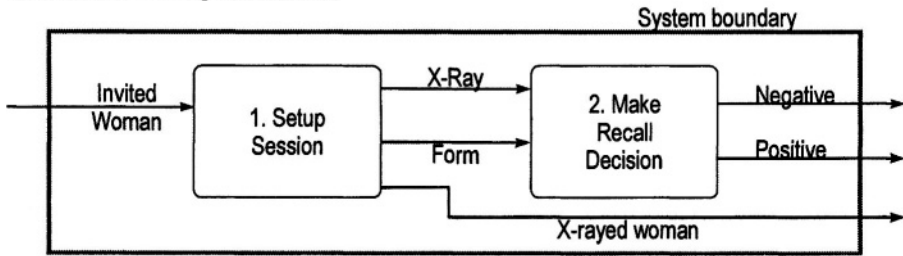 System boundary
Invited
Woman
1. Setup
Session
X-Ray
Form
2. Make
Recall
Decision
Negative
Positive
X-rayed woman